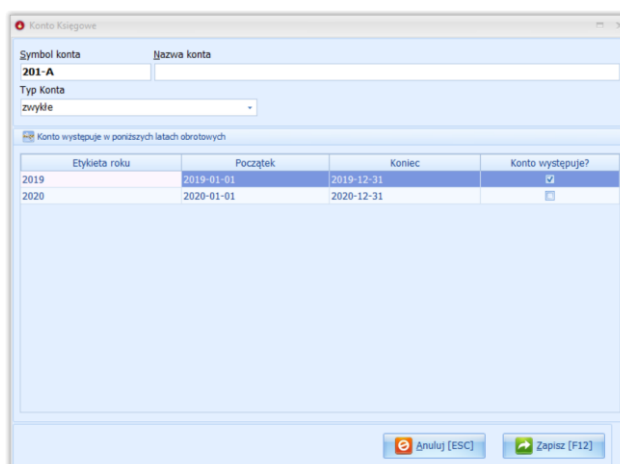 Konto Księgowe
Symbol konta Nazwa konta
201-A
Typ Konta
zwykłe
Konto występuje w poniższych latach obrotowych
Etykieta roku Początek Koniec Konto występuje?
2019 2019-01-01 2019-12-31
2020 2020-01-01 2020-12-31
Anuluj [ESC] Zapisz [F12]